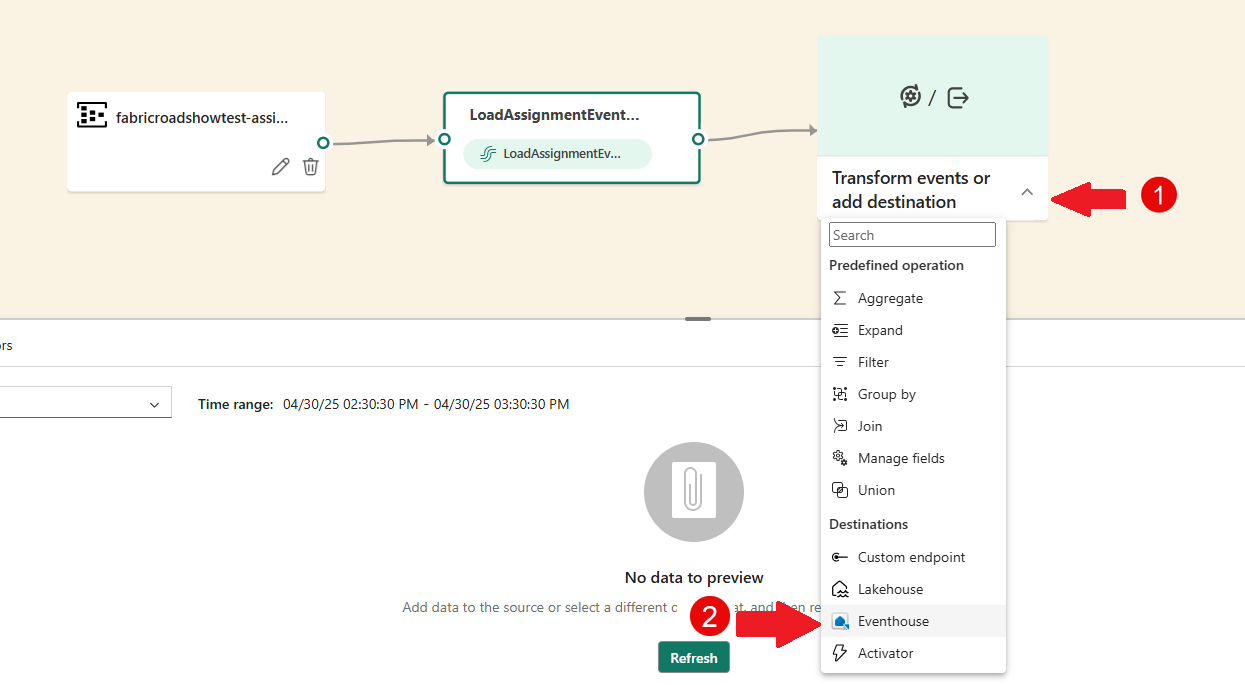 fabricroadshowtest-assi...
LoadAssignmentEvent...
LoadAssignmentEv...
/
Transform events or
add destination
1
Search
Predefined operation
Aggregate
Expand
Filter
Group by
Join
Manage fields
Union
Destinations
Custom endpoint
Lakehouse
Eventhouse
Activator
ors
Time range: 04/30/25 02:30:30 PM - 04/30/25 03:30:30 PM
No data to preview
Add data to the source or select a different at, and then re
2
Refresh